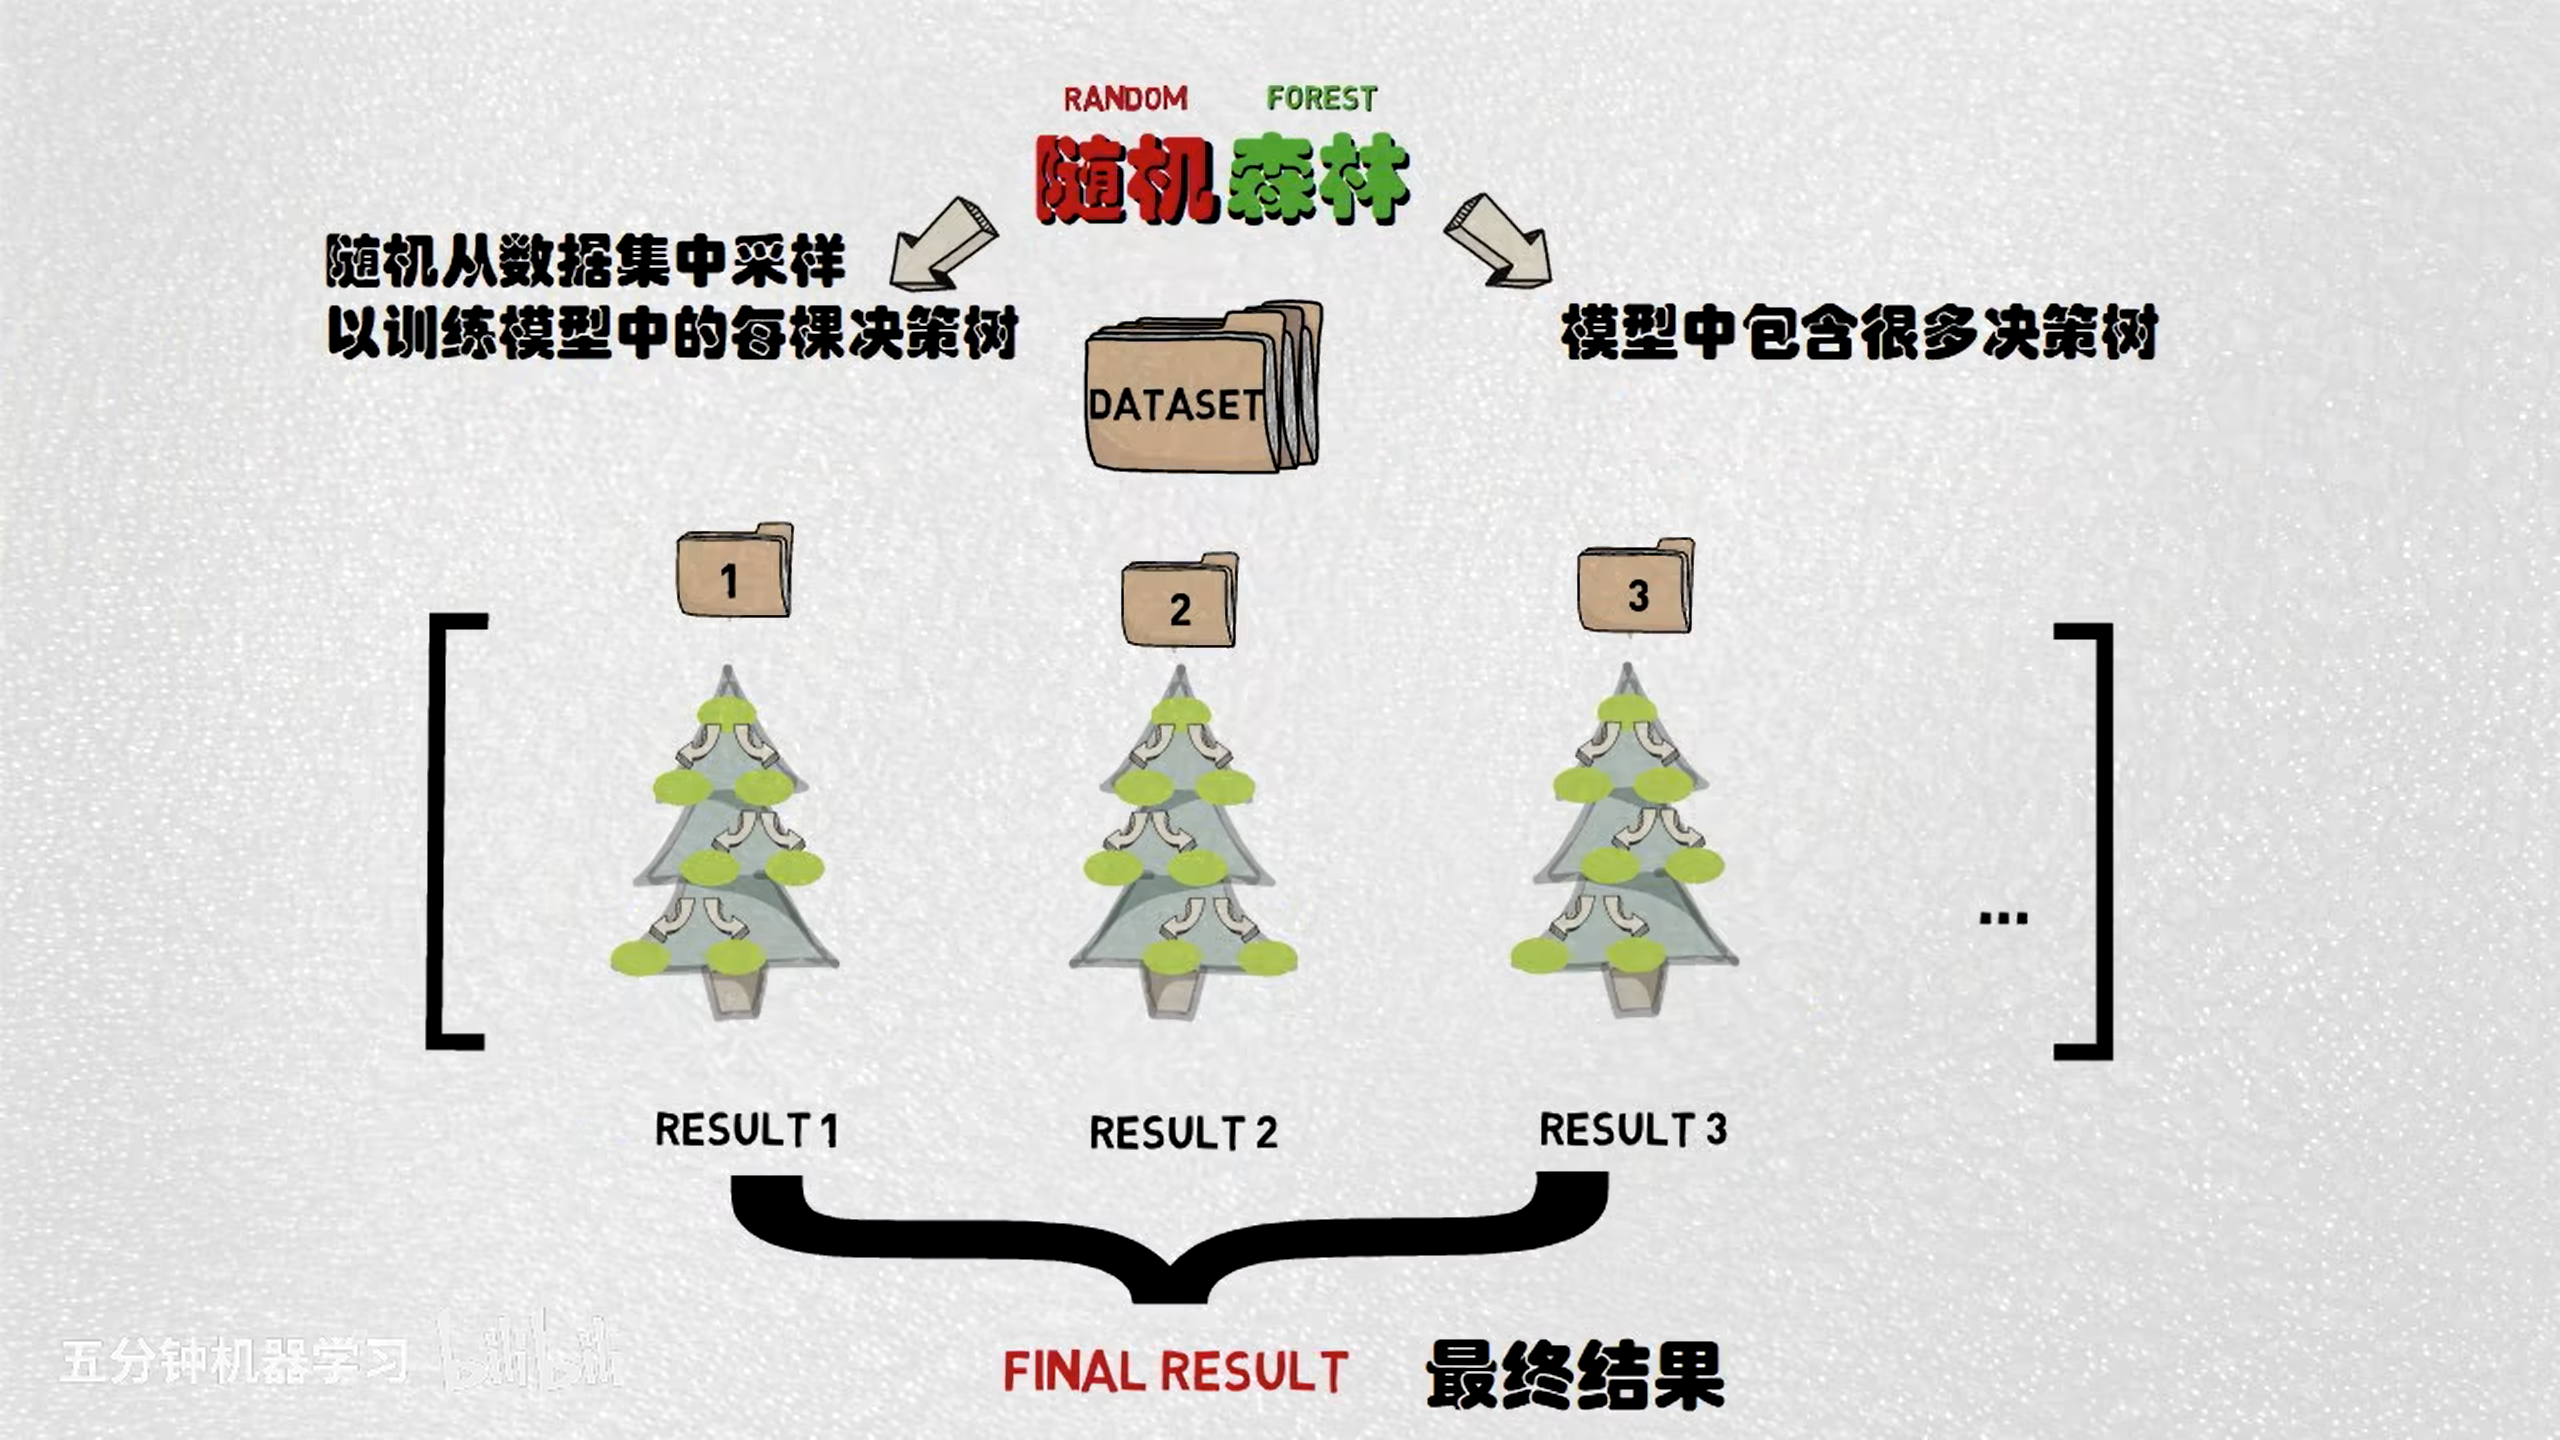 RANDOM FOREST
随机森林
随机从数据集中采样
以训练模型中的每棵决策树
模型中包含很多决策树
DATASET
1
2
3
...
RESULT 1
RESULT 2
RESULT 3
FINAL RESULT 最终结果
五分钟机器学习 bilibili